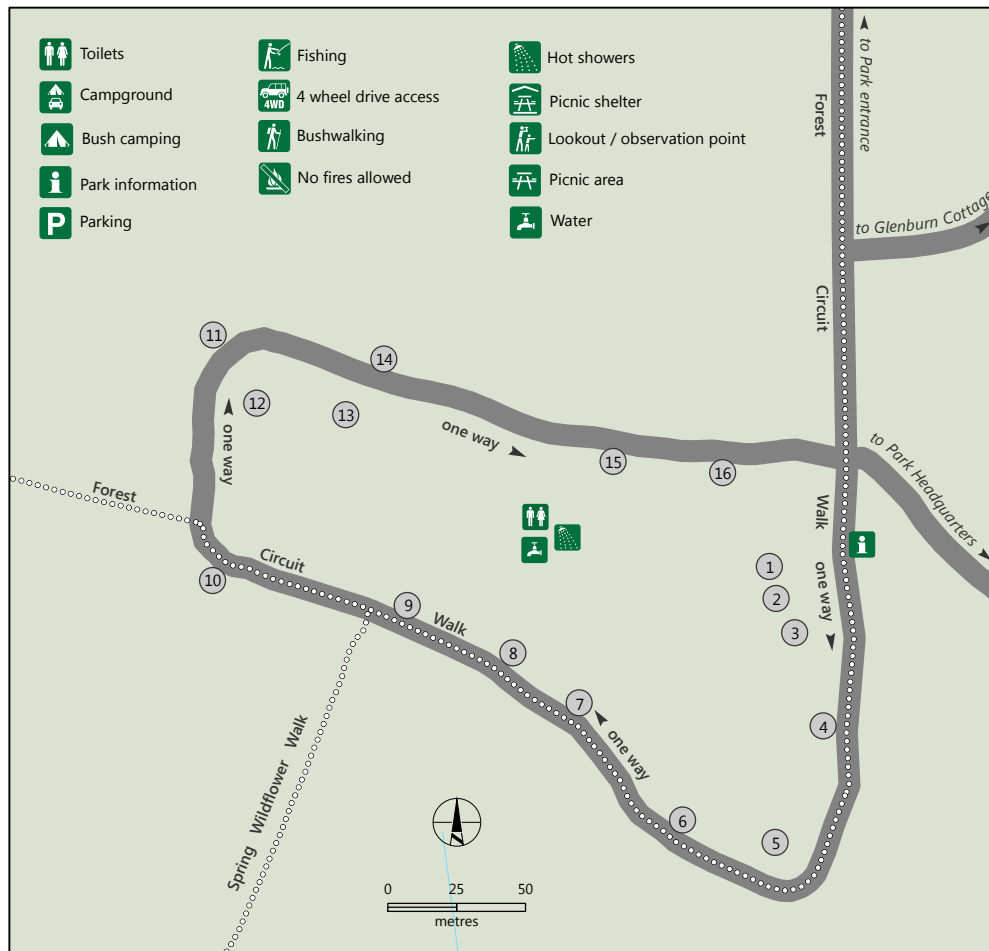 Toilets
Campground
Bush camping
Park information
P
Parking
Fishing
4WD
4 wheel drive access
Bushwalking
No fires allowed
Hot showers
Picnic shelter
Lookout / observation point
Picnic area
Water
to Park entrance
Forest
to Glenburn Cottage
Circuit
11
14
12
13
one way
one way
15
16
to Park Headquarters
Walk
Forest
1
one way
2
3
10
Circuit
9
Walk
8
7
one way
4
6
5
Spring Wildflower Walk
N
0 25 50
metres